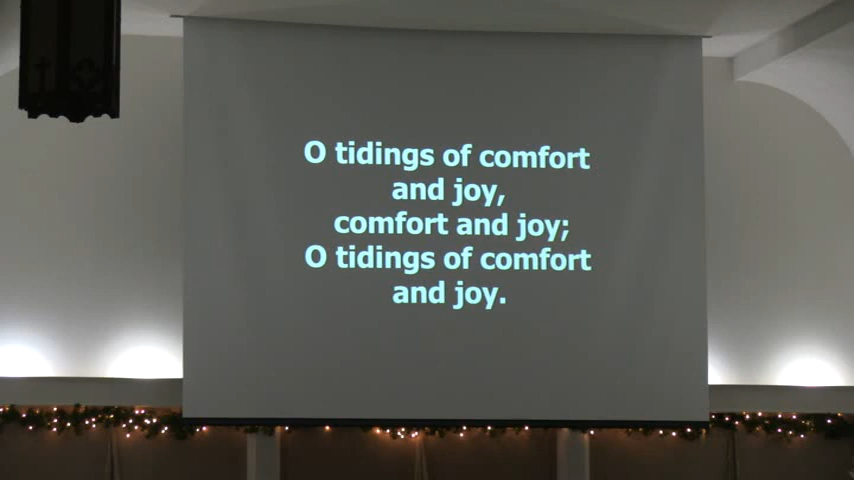 O tidings of comfort
and joy,
comfort and joy;
O tidings of comfort
and joy.